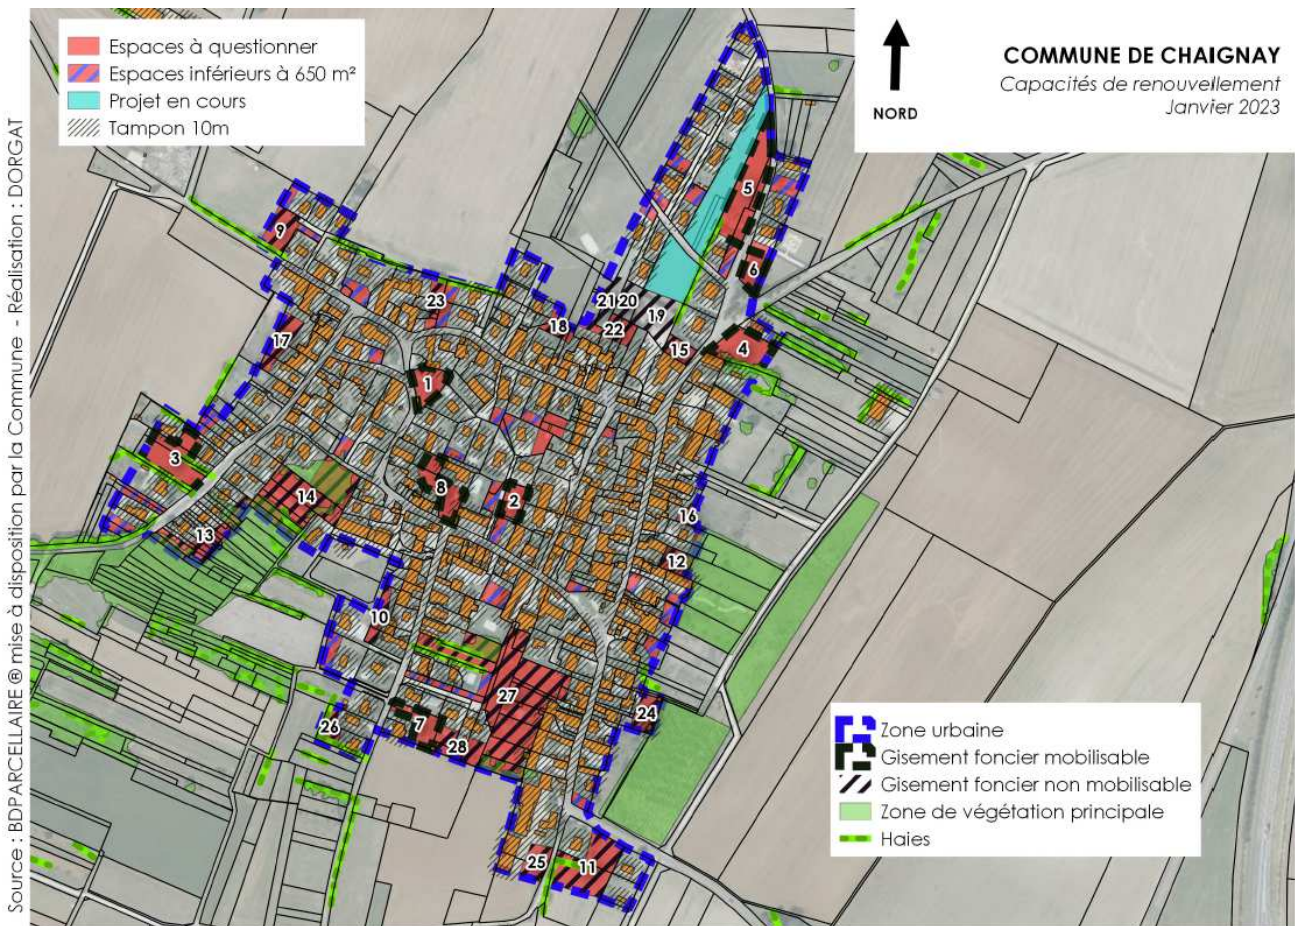 Espaces à questionner
Espaces inférieurs à 650 m²
Projet en cours
Tampon 10m
NORD
COMMUNE DE CHAIGNAY
Capacités de renouvellement
Janvier 2023
Source : BDPARCELLAIRE ® mise à disposition par la Commune - Réalisation : DORGAT
5
9
6
23
21
20
19
18
22
17
15
4
1
3
8
14
2
16
13
12
10
27
24
7
26
28
25
11
Zone urbaine
Gisement foncier mobilisable
Gisement foncier non mobilisable
Zone de végétation principale
Haies